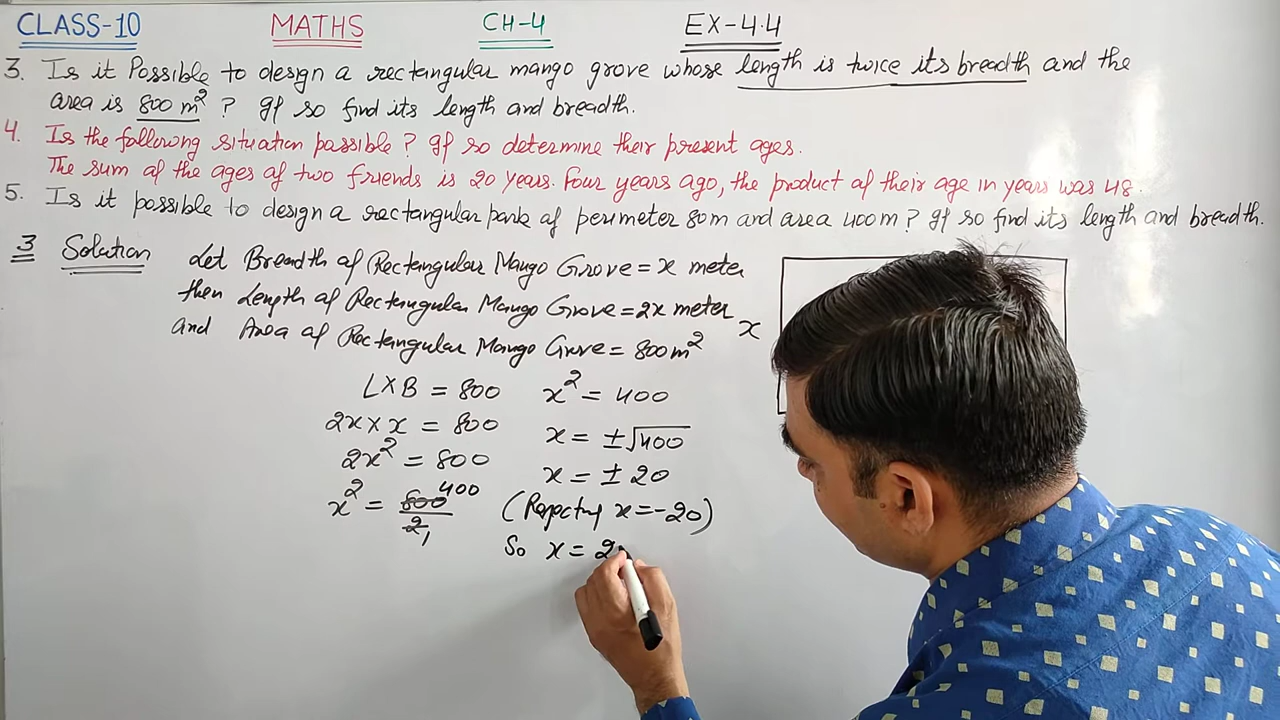 CLASS-10 MATHS CH-4 EX-4.4
3. Is it Possible to design a rectangular mango grove whose length is twice its breadth and the
area is 800 m² ? If so find its length and breadth.
4. Is the following situation possible? If so determine their present ages.
The sum of the ages of two friends is 20 years. Four years ago, the product of their age in years was 48.
5. Is it possible to design a rectangular park of perimeter 80m and area 400m? If so find its length and breadth.
3 Solution Let Breadth of Rectangular Mango Grove = x meter
then Length of Rectangular Mango Grove = 2x meter
and Area of Rectangular Mango Grove = 800m²
x
L×B = 800
2x × x = 800
2x² = 800
x² = 800/2 400 1
x² = 400
x = ±√400
x = ± 20
(Rejecting x = -20)
So x = 2